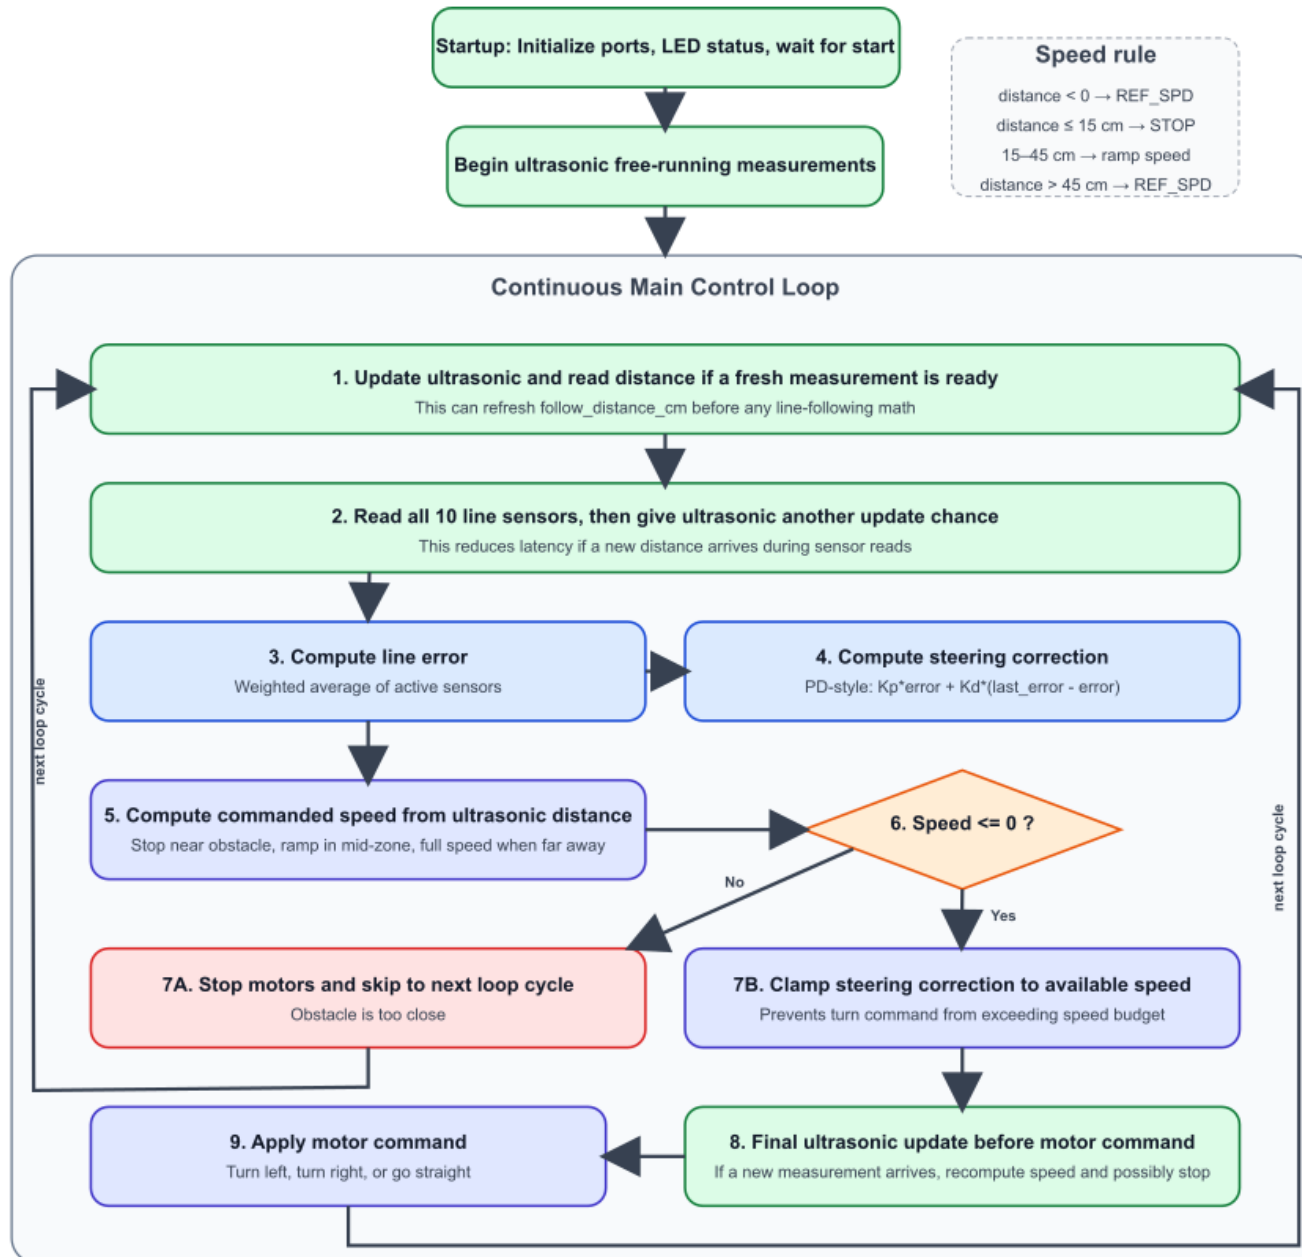 Startup: Initialize ports, LED status, wait for start
Speed rule
distance < 0 → REF_SPD
distance ≤ 15 cm → STOP
15–45 cm → ramp speed
distance > 45 cm → REF_SPD
Begin ultrasonic free-running measurements
Continuous Main Control Loop
1. Update ultrasonic and read distance if a fresh measurement is ready
This can refresh follow_distance_cm before any line-following math
2. Read all 10 line sensors, then give ultrasonic another update chance
This reduces latency if a new distance arrives during sensor reads
3. Compute line error
Weighted average of active sensors
4. Compute steering correction
PD-style: Kp*error + Kd*(last_error - error)
next loop cycle
5. Compute commanded speed from ultrasonic distance
Stop near obstacle, ramp in mid-zone, full speed when far away
6. Speed <= 0 ?
No
Yes
next loop cycle
7A. Stop motors and skip to next loop cycle
Obstacle is too close
7B. Clamp steering correction to available speed
Prevents turn command from exceeding speed budget
9. Apply motor command
Turn left, turn right, or go straight
8. Final ultrasonic update before motor command
If a new measurement arrives, recompute speed and possibly stop